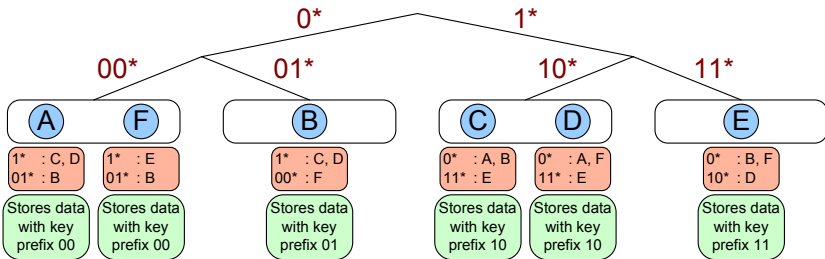 0* 1*
00* 01* 10* 11*
A F B C D E
1* : C, D
01* : B
1* : E
01* : B
1* : C, D
00* : F
0* : A, B
11* : E
0* : A, F
11* : E
0* : B, F
10* : D
Stores data
with key
prefix 00
Stores data
with key
prefix 00
Stores data
with key
prefix 01
Stores data
with key
prefix 10
Stores data
with key
prefix 10
Stores data
with key
prefix 11